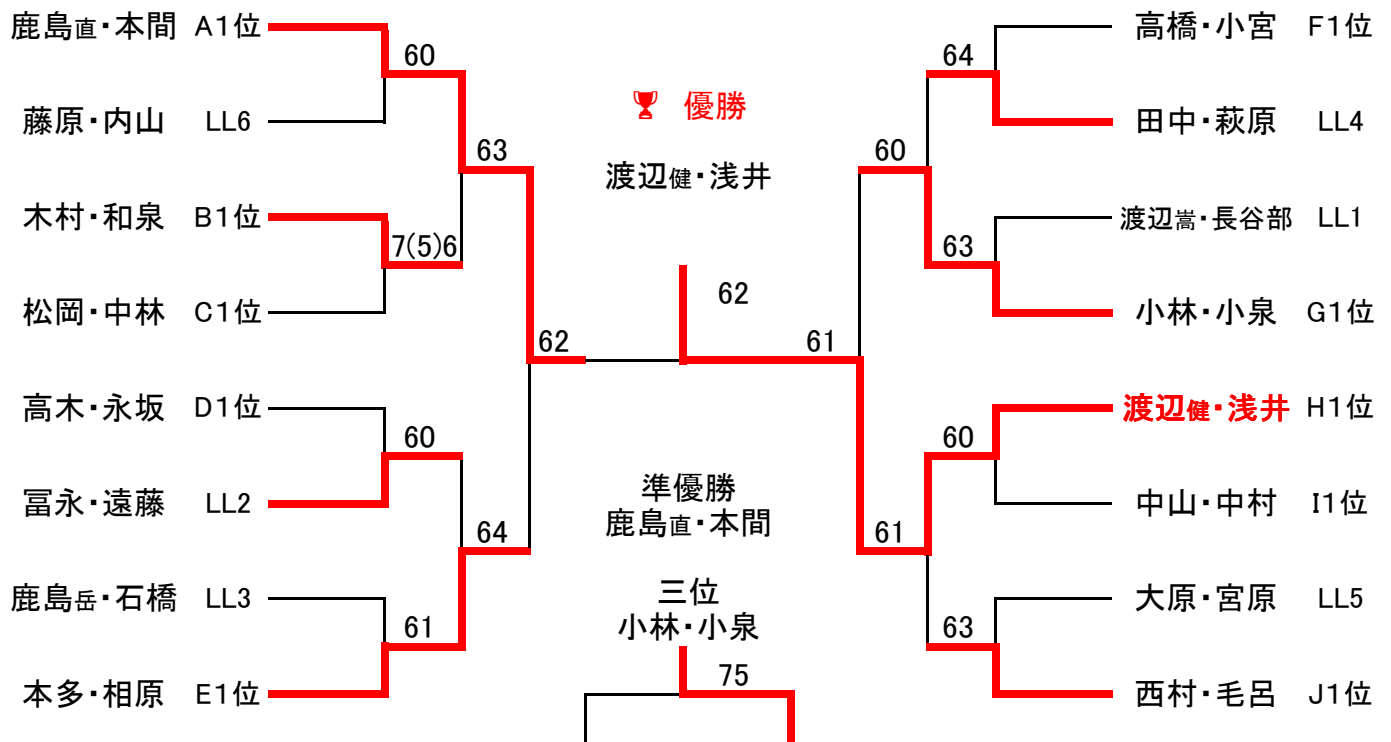 鹿島直・本間 A1位
60
藤原・内山 LL6
63
木村・和泉 B1位
7(5)6
松岡・中林 C1位
62
高木・永坂 D1位
60
冨永・遠藤 LL2
64
鹿島岳・石橋 LL3
61
本多・相原 E1位
🏆 優勝
渡辺健・浅井
62
61
準優勝
鹿島直・本間
三位
小林・小泉
75
高橋・小宮 F1位
64
田中・萩原 LL4
60
渡辺嵩・長谷部 LL1
63
小林・小泉 G1位
渡辺健・浅井 H1位
60
中山・中村 I1位
61
大原・宮原 LL5
63
西村・毛呂 J1位